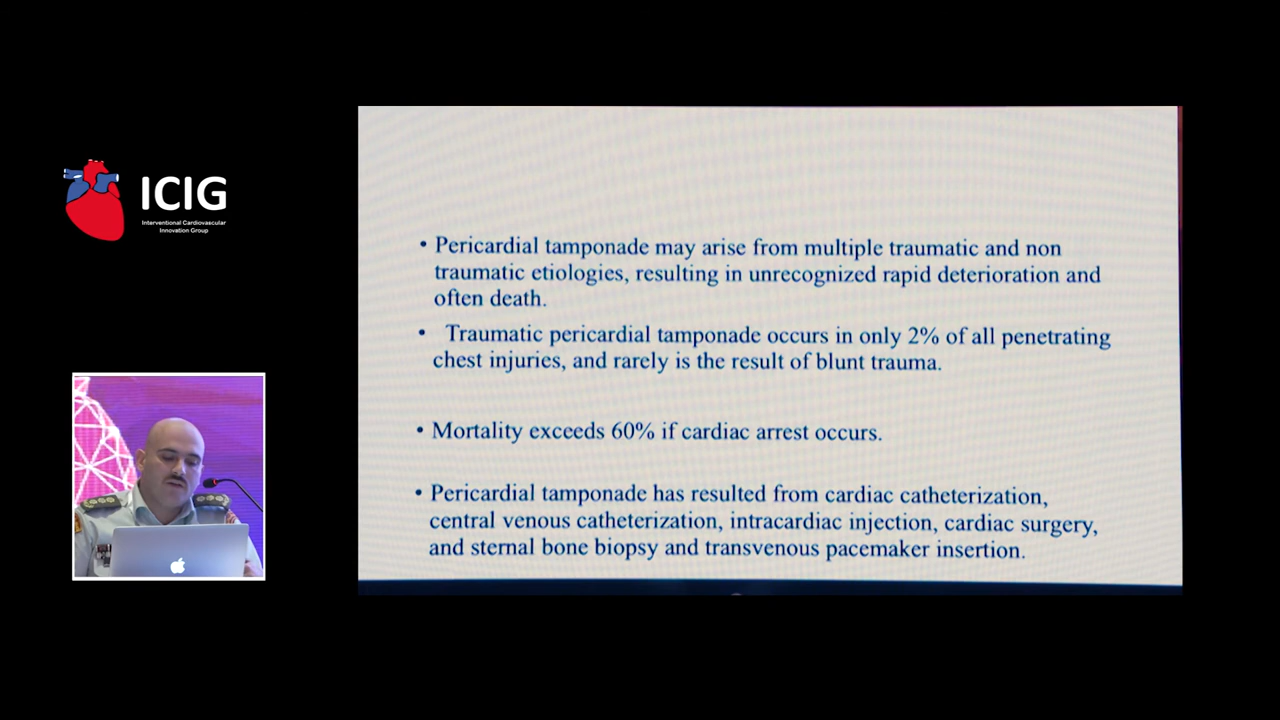 ICIG
Interventional Cardiovascular
Innovation Group
• Pericardial tamponade may arise from multiple traumatic and non
traumatic etiologies, resulting in unrecognized rapid deterioration and
often death.
• Traumatic pericardial tamponade occurs in only 2% of all penetrating
chest injuries, and rarely is the result of blunt trauma.
• Mortality exceeds 60% if cardiac arrest occurs.
• Pericardial tamponade has resulted from cardiac catheterization,
central venous catheterization, intracardiac injection, cardiac surgery,
and sternal bone biopsy and transvenous pacemaker insertion.